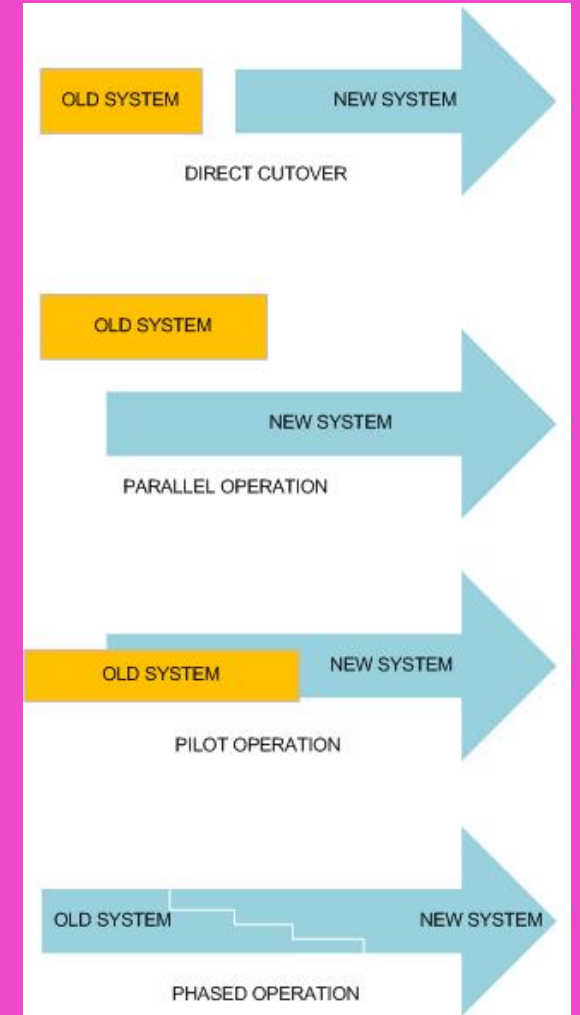 OLD SYSTEM NEW SYSTEM
DIRECT CUTOVER
OLD SYSTEM
NEW SYSTEM
PARALLEL OPERATION
OLD SYSTEM NEW SYSTEM
PILOT OPERATION
OLD SYSTEM NEW SYSTEM
PHASED OPERATION